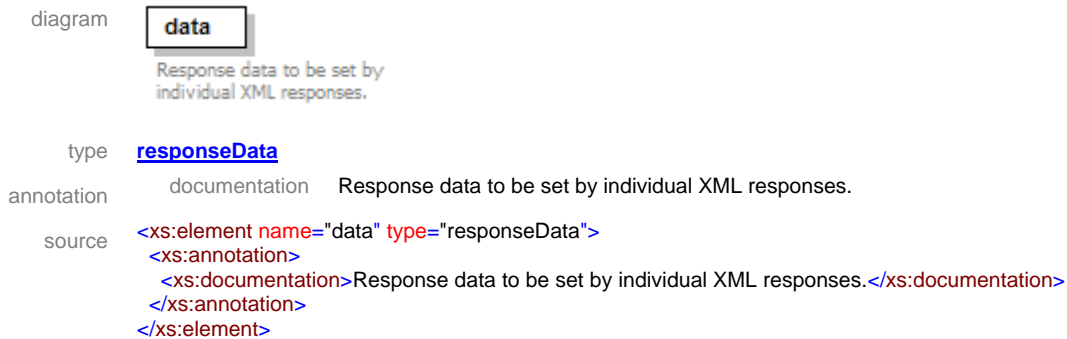 diagram
data
Response data to be set by
individual XML responses.
type responseData
annotation documentation Response data to be set by individual XML responses.
source <xs:element name="data" type="responseData">
<xs:annotation>
<xs:documentation>Response data to be set by individual XML responses.</xs:documentation>
</xs:annotation>
</xs:element>